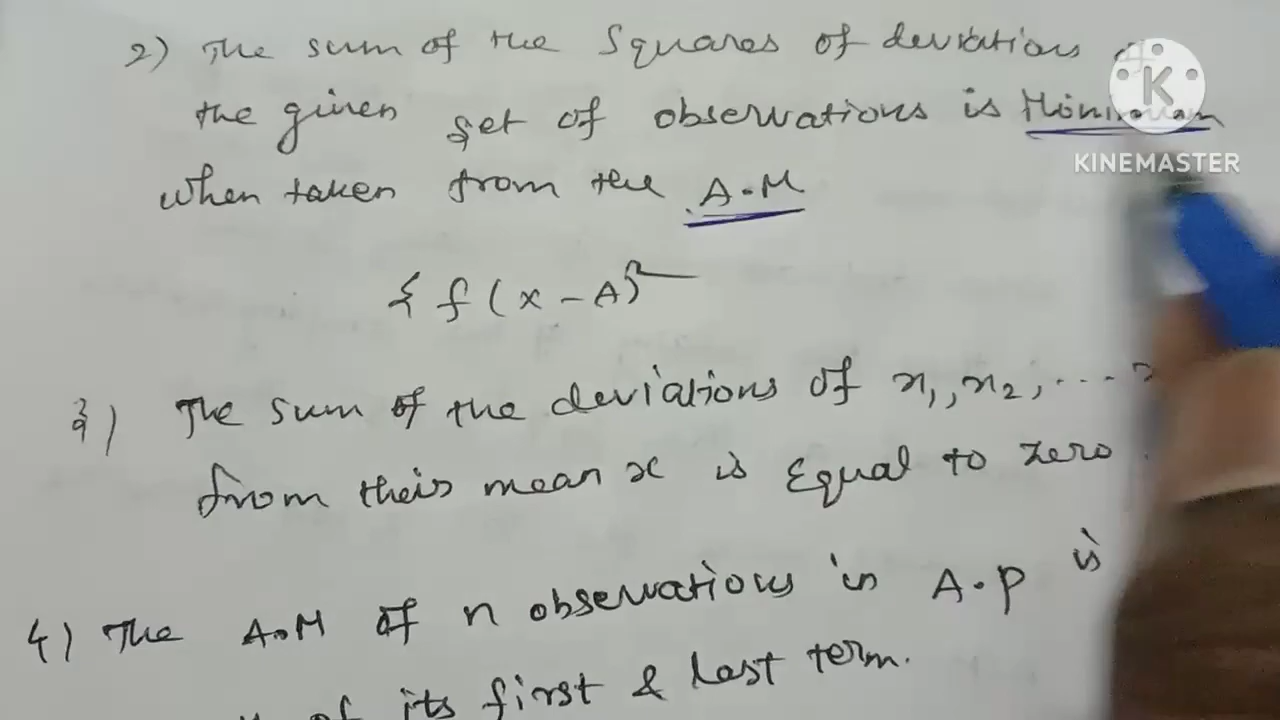 2) The sum of the squares of deviations of
the given set of observations is Minimum
when taken from the A.M
Σ f(x-A)²
3) The sum of the deviations of x₁, x₂, ....
from their mean x is Equal to zero.
4) The A.M of n observations in A.P is
of its first & last term.
KINEMASTER